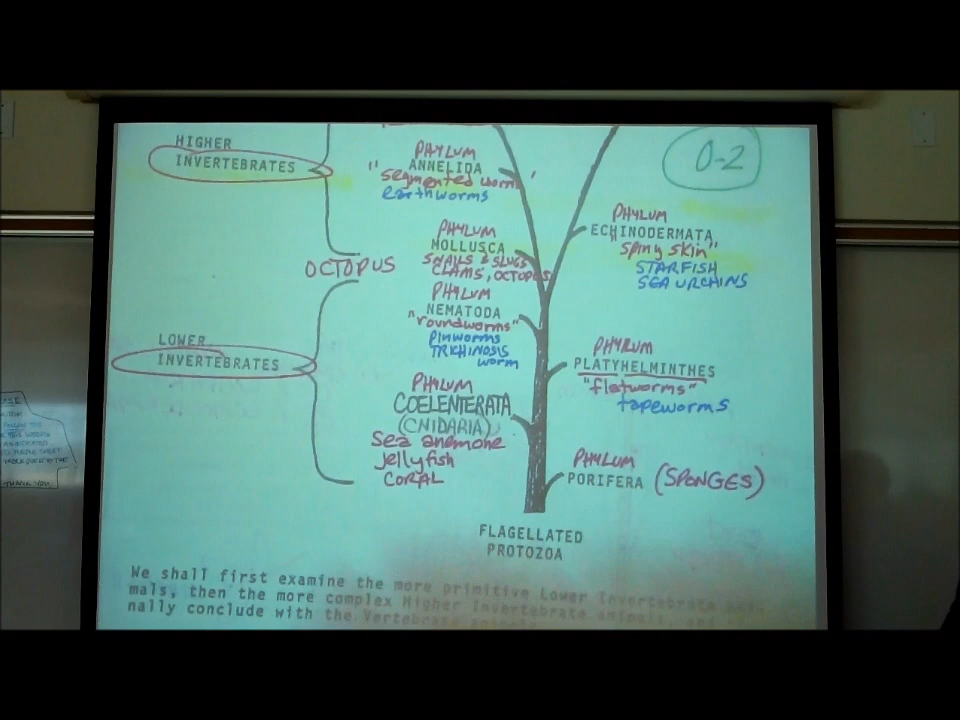 HIGHER
INVERTEBRATES
PHYLUM
ANNELIDA
"segmented worms"
earthworms
PHYLUM
MOLLUSCA
SNAILS & SLUGS
CLAMS, OCTOPUS
OCTOPUS
O-2
PHYLUM
ECHINODERMATA
"spiny skin"
STARFISH
SEA URCHINS
LOWER
INVERTEBRATES
PHYLUM
NEMATODA
"roundworms"
Pinworms
TRICHINOSIS
worm
PHYLUM
PLATYHELMINTHES
"flatworms"
tapeworms
PHYLUM
COELENTERATA
(CNIDARIA)
Sea anemone
Jellyfish
CORAL
PHYLUM
PORIFERA (SPONGES)
FLAGELLATED
PROTOZOA
We shall first examine the more primitive Lower Invertebrate
mals, then the more complex Higher Invertebrate animals, and
nally conclude with the Vertebrate
THANK YOU